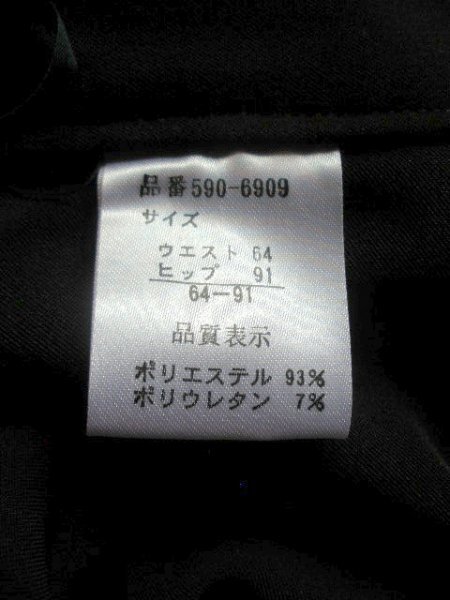 品番590-6909
サイズ
ウエスト 64
ヒップ 91
64-91
品質表示
ポリエステル 93%
ポリウレタン 7%